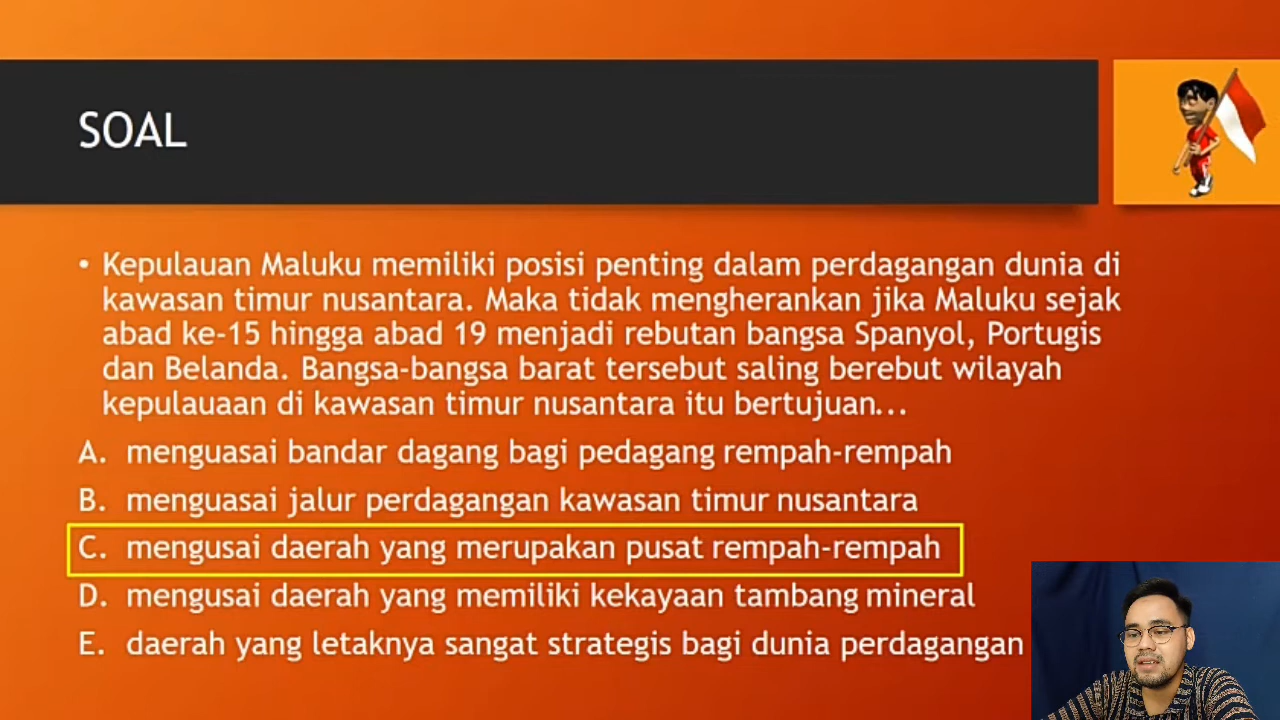 SOAL
• Kepulauan Maluku memiliki posisi penting dalam perdagangan dunia di
kawasan timur nusantara. Maka tidak mengherankan jika Maluku sejak
abad ke-15 hingga abad 19 menjadi rebutan bangsa Spanyol, Portugis
dan Belanda. Bangsa-bangsa barat tersebut saling berebut wilayah
kepulauaan di kawasan timur nusantara itu bertujuan...
A. menguasai bandar dagang bagi pedagang rempah-rempah
B. menguasai jalur perdagangan kawasan timur nusantara
C. mengusai daerah yang merupakan pusat rempah-rempah
D. mengusai daerah yang memiliki kekayaan tambang mineral
E. daerah yang letaknya sangat strategis bagi dunia perdagangan